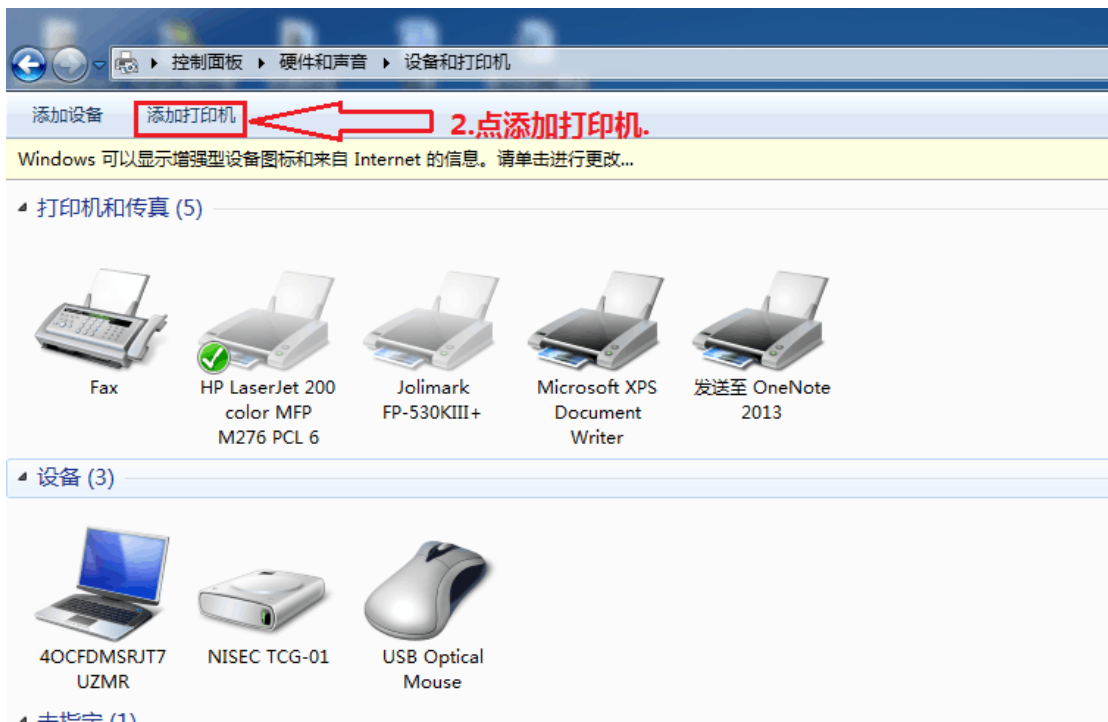 控制面板 ▸ 硬件和声音 ▸ 设备和打印机
添加设备 添加打印机 2.点添加打印机.
Windows 可以显示增强型设备图标和来自 Internet 的信息。请单击进行更改...
打印机和传真 (5)
Fax
HP LaserJet 200
color MFP
M276 PCL 6
Jolimark
FP-530KIII+
Microsoft XPS
Document
Writer
发送至 OneNote
2013
设备 (3)
4OCFDMSRJT7
UZMR
NISEC TCG-01
USB Optical
Mouse
未指定 (1)